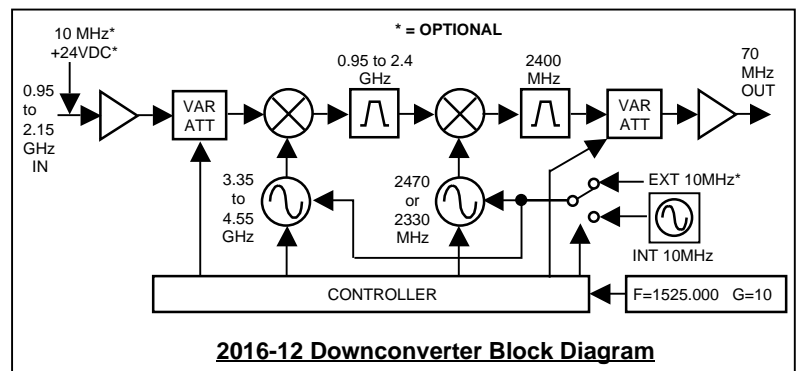 * = OPTIONAL
10 MHz*
+24VDC*
0.95
to
2.15
GHz
IN
VAR
ATT
0.95 to 2.4
GHz
2400
MHz
VAR
ATT
70
MHz
OUT
3.35
to
4.55
GHz
2470
or
2330
MHz
EXT 10MHz*
INT 10MHz
CONTROLLER
F=1525.000 G=10
2016-12 Downconverter Block Diagram